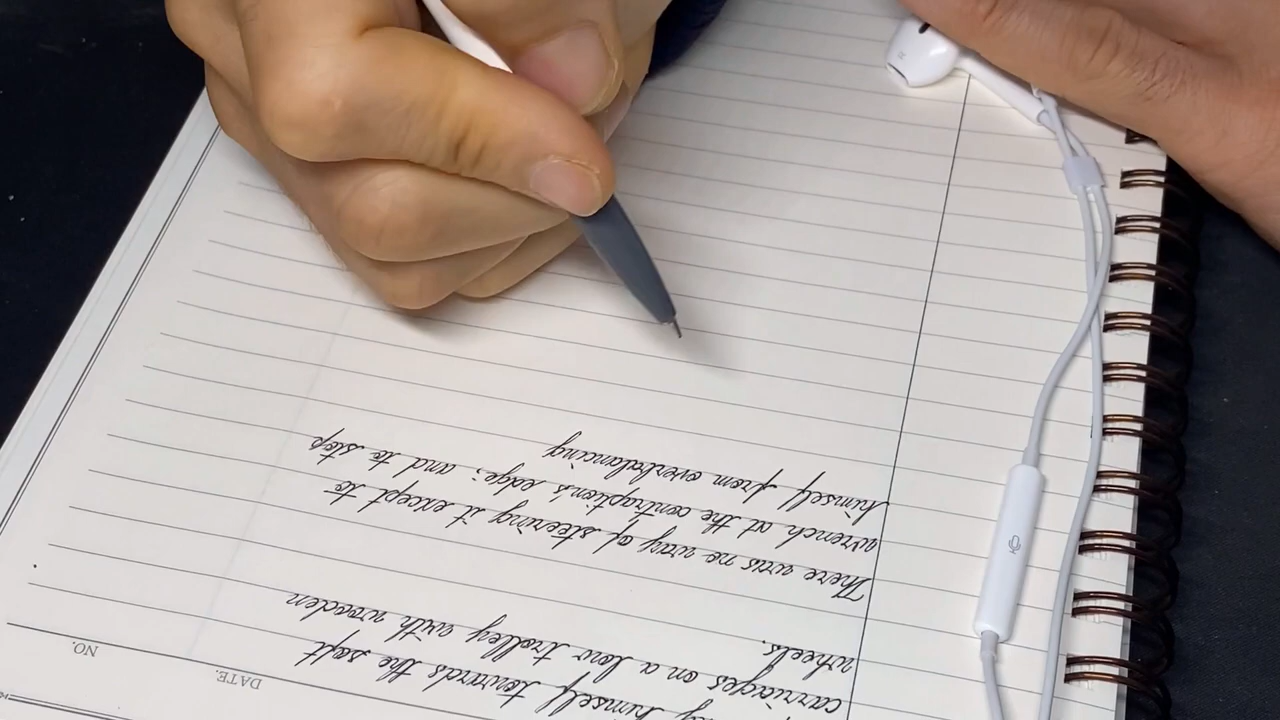 NO.
DATE.
himself towards the soft
carriages on a low trolley with wooden
wheels.
There was no way of steering it except to
wrench at the contraption's edge; and to stop
himself from overbalancing